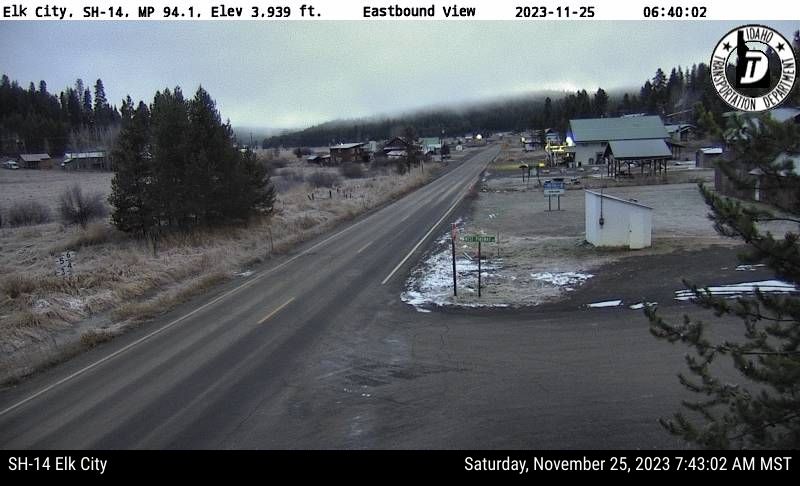 Elk City, SH-14, MP 94.1, Elev 3,939 ft. Eastbound View 2023-11-25 06:40:02
IDAHO
TRANSPORTATION DEPARTMENT
SH-14 Elk City
Saturday, November 25, 2023 7:43:02 AM MST